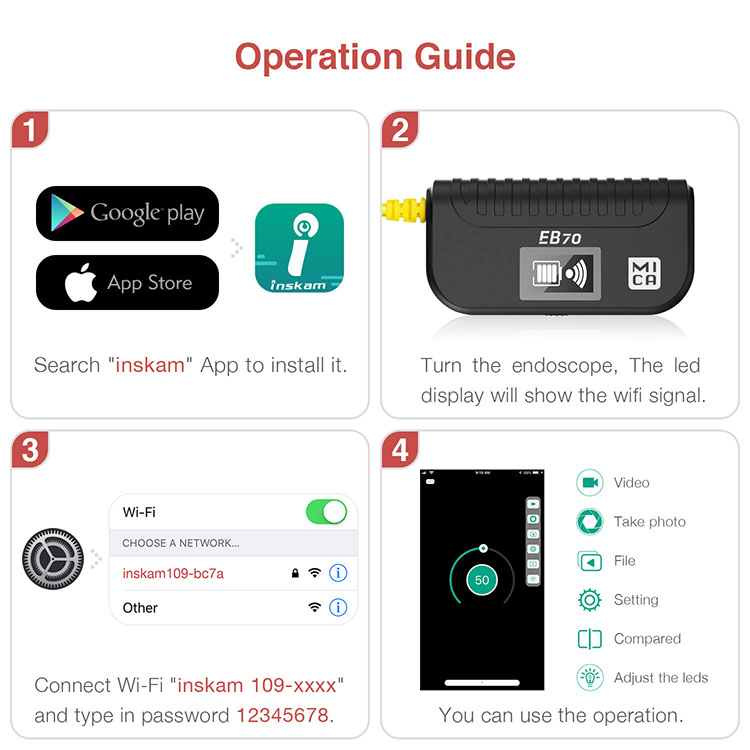 Operation Guide
1
Google play
App Store
inskam
Search "inskam" App to install it.
2
EB70
MI
CA
Turn the endoscope, The led
display will show the wifi signal.
3
Wi-Fi
CHOOSE A NETWORK...
inskam109-bc7a
Other
Connect Wi-Fi "inskam 109-xxxx"
and type in password 12345678.
4
9:19 AM
50
Video
Take photo
File
Setting
Compared
Adjust the leds
You can use the operation.